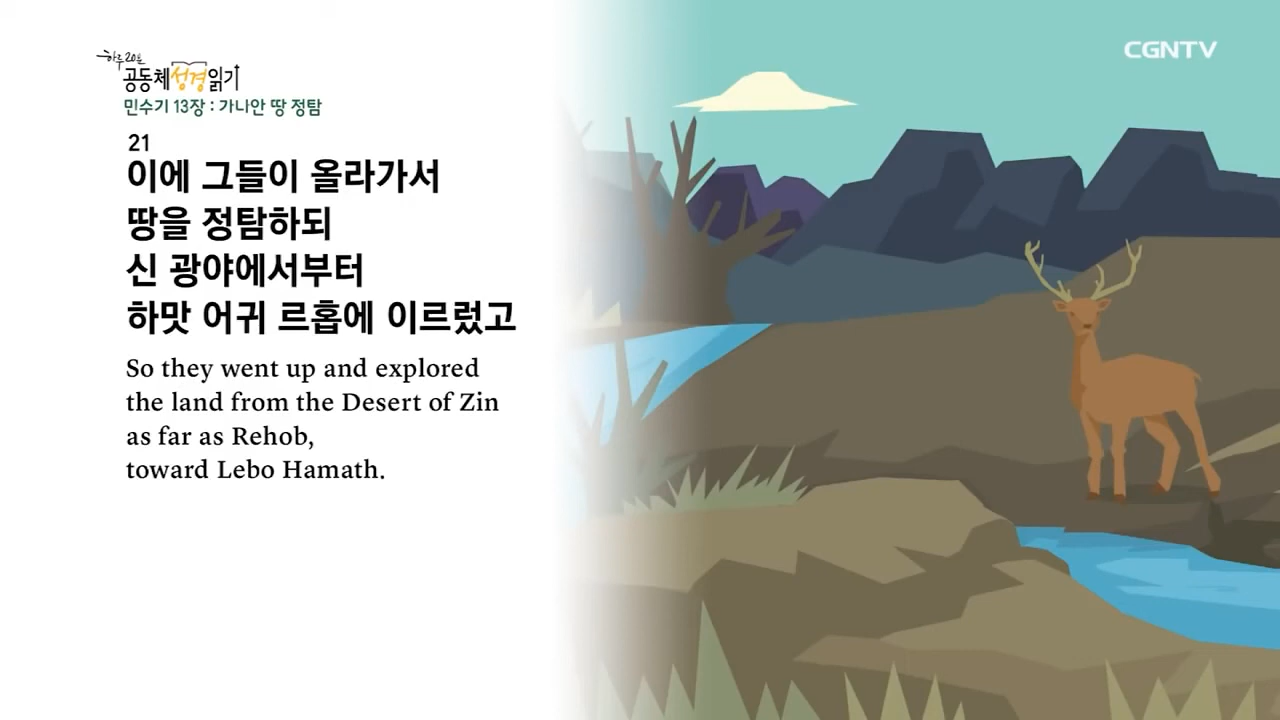 하루 20분
공동체성경읽기
민수기 13장 : 가나안 땅 정탐
CGNTV
21
이에 그들이 올라가서
땅을 정탐하되
신 광야에서부터
하맛 어귀 르홉에 이르렀고
So they went up and explored
the land from the Desert of Zin
as far as Rehob,
toward Lebo Hamath.